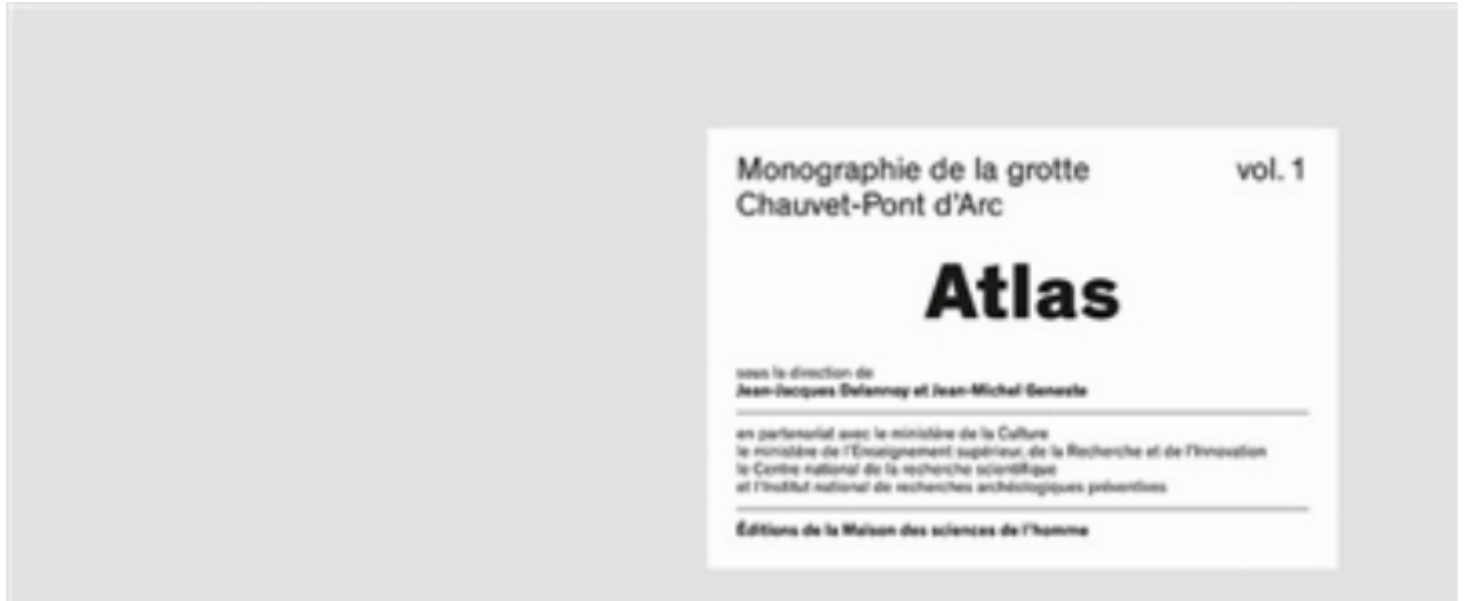 Monographie de la grotte vol. 1
Chauvet-Pont d'Arc
Atlas
sous la direction de
Jean-Jacques Delannoy et Jean-Michel Geneste
en partenariat avec le ministère de la Culture
le ministère de l'Enseignement supérieur, de la Recherche et de l'Innovation
le Centre national de la recherche scientifique
et l'Institut national de recherches archéologiques préventives
Éditions de la Maison des sciences de l'homme